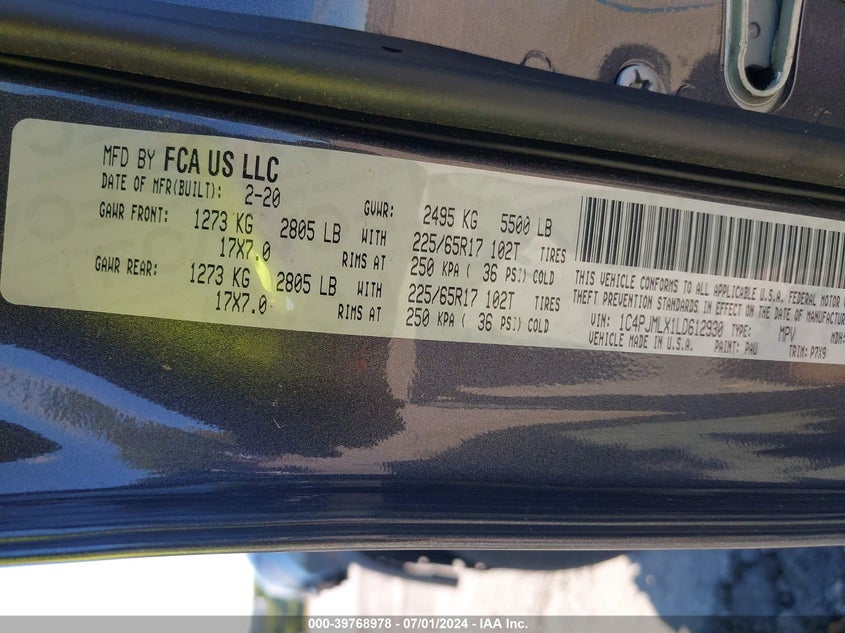 MFD BY FCA US LLC
DATE OF MFR(BUILT): 2-20 GVWR: 2495 KG 5500 LB
GAWR FRONT: 1273 KG 2805 LB WITH 225/65R17 102T TIRES
17X7.0 RIMS AT 250 KPA ( 36 PSI) COLD
GAWR REAR: 1273 KG 2805 LB WITH 225/65R17 102T TIRES
17X7.0 RIMS AT 250 KPA ( 36 PSI) COLD
THIS VEHICLE CONFORMS TO ALL APPLICABLE U.S.A. FEDERAL MOTOR
THEFT PREVENTION STANDARDS IN EFFECT ON THE DATE OF
VIN: 1C4PJMLX1LD612930 TYPE: MPV MDH:
VEHICLE MADE IN U.S.A. PAINT: PAU TRIM: P7X9
000-39768978 - 07/01/2024 - IAA Inc.